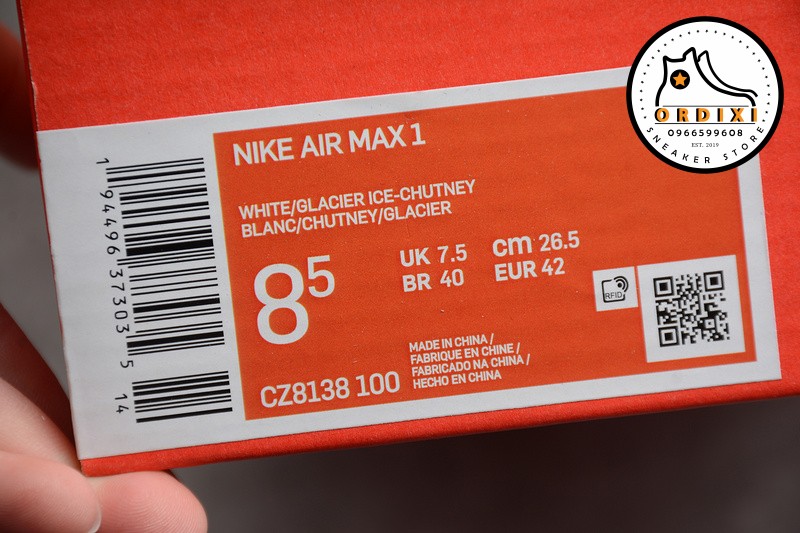 NIKE AIR MAX 1
WHITE/GLACIER ICE-CHUTNEY
BLANC/CHUTNEY/GLACIER
8⁵
UK 7.5
cm 26.5
BR 40
EUR 42
RFID
MADE IN CHINA /
FABRIQUE EN CHINE /
FABRICADO NA CHINA /
HECHO EN CHINA
CZ8138 100
1 94496 37303 5
14
ORDIXI
0966599608
EST. 2019
SNEAKER STORE